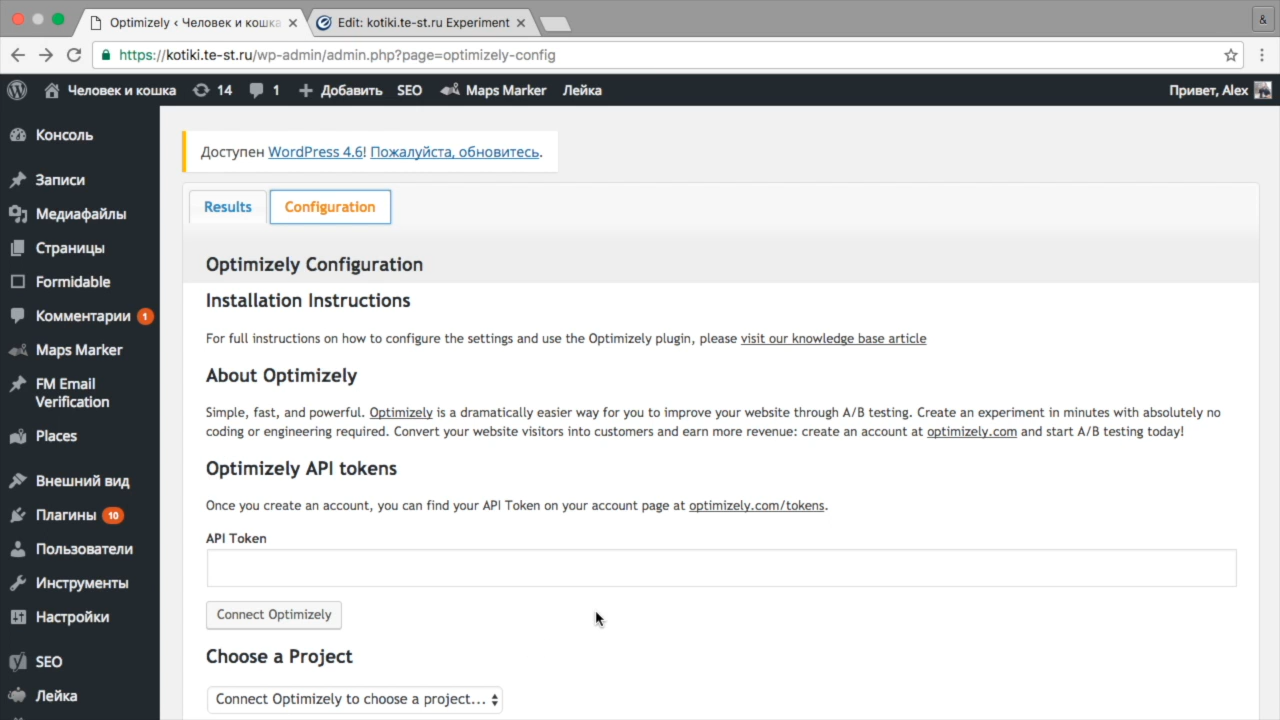 Optimizely ‹ Человек и кошка
Edit: kotiki.te-st.ru Experiment
https://kotiki.te-st.ru/wp-admin/admin.php?page=optimizely-config
Человек и кошка 14 1 Добавить SEO Maps Marker Лейка Привет, Alex
Консоль
Записи
Медиафайлы
Страницы
Formidable
Комментарии 1
Maps Marker
FM Email
Verification
Places
Внешний вид
Плагины 10
Пользователи
Инструменты
Настройки
SEO
Лейка
Доступен WordPress 4.6! Пожалуйста, обновитесь.
Results Configuration
Optimizely Configuration
Installation Instructions
For full instructions on how to configure the settings and use the Optimizely plugin, please visit our knowledge base article
About Optimizely
Simple, fast, and powerful. Optimizely is a dramatically easier way for you to improve your website through A/B testing. Create an experiment in minutes with absolutely no
coding or engineering required. Convert your website visitors into customers and earn more revenue: create an account at optimizely.com and start A/B testing today!
Optimizely API tokens
Once you create an account, you can find your API Token on your account page at optimizely.com/tokens.
API Token
Connect Optimizely
Choose a Project
Connect Optimizely to choose a project...